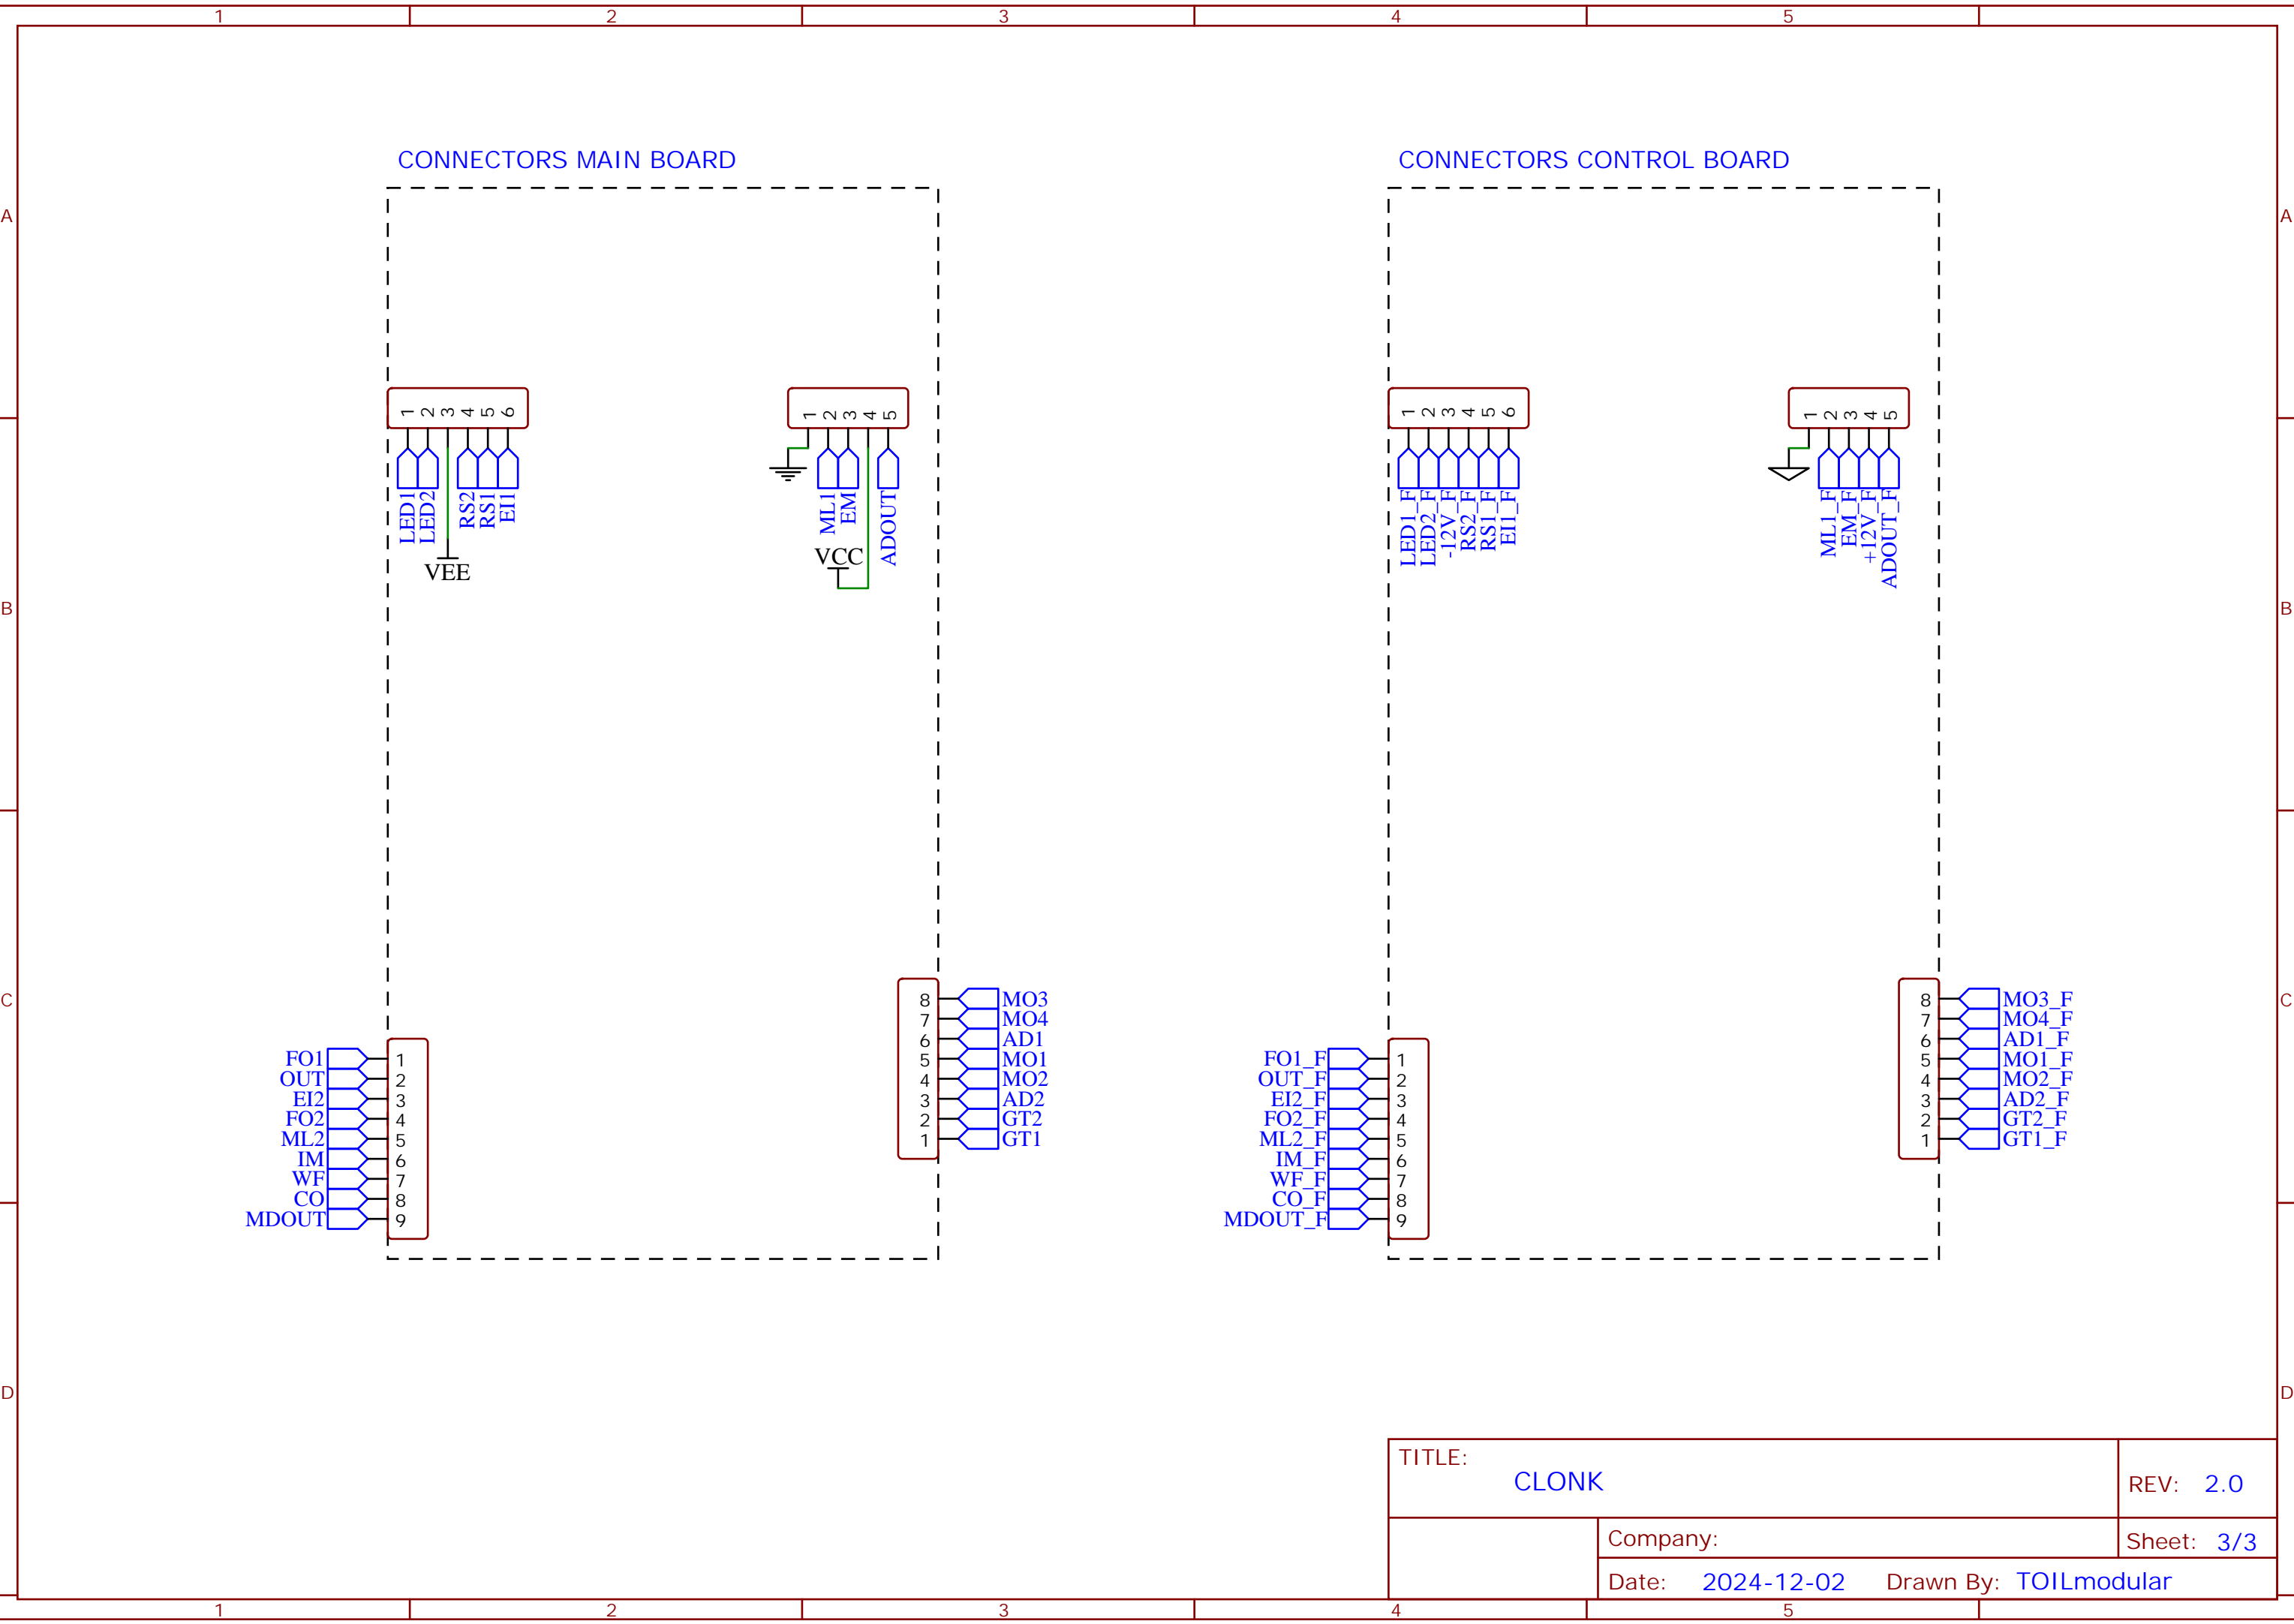 1 2 3 4 5
CONNECTORS MAIN BOARD
CONNECTORS CONTROL BOARD
A A
1 2 3 4 5 6
LED1
LED2
VEE
RS2
RS1
EI1
1 2 3 4 5
ML1
EM
VCC
ADOUT
1 2 3 4 5 6
LED1_F
LED2_F
-12V_F
RS2_F
RS1_F
EI1_F
1 2 3 4 5
ML1_F
EM_F
+12V_F
ADOUT_F
B B
C C
FO1 1
OUT 2
EI2 3
FO2 4
ML2 5
IM 6
WF 7
CO 8
MDOUT 9
8 MO3
7 MO4
6 AD1
5 MO1
4 MO2
3 AD2
2 GT2
1 GT1
FO1_F 1
OUT_F 2
EI2_F 3
FO2_F 4
ML2_F 5
IM_F 6
WF_F 7
CO_F 8
MDOUT_F 9
8 MO3_F
7 MO4_F
6 AD1_F
5 MO1_F
4 MO2_F
3 AD2_F
2 GT2_F
1 GT1_F
D D
TITLE:
CLONK
REV: 2.0
Company:
Sheet: 3/3
Date: 2024-12-02 Drawn By: TOILmodular
1 2 3 4 5